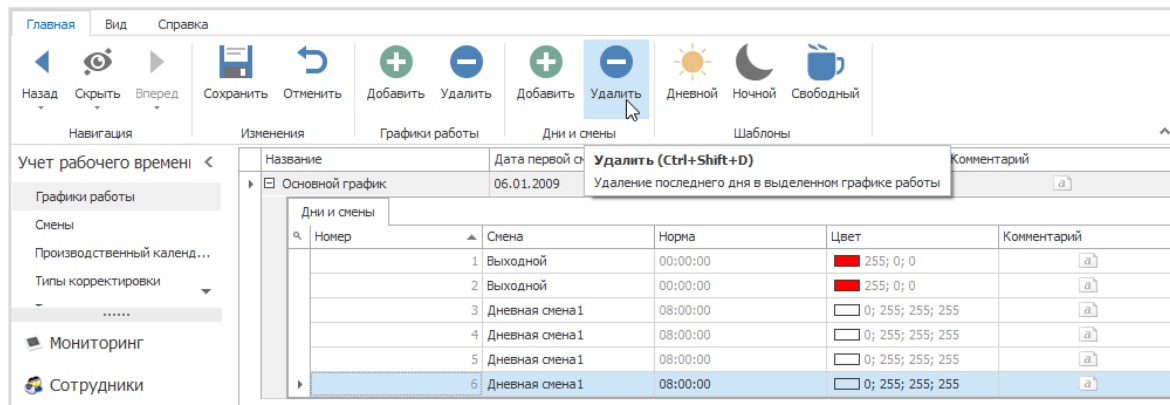 Главная Вид Справка
Назад Скрыть Вперед Сохранить Отменить Добавить Удалить Добавить Удалить Дневной Ночной Свободный
Навигация Изменения Графики работы Дни и смены Шаблоны
Учет рабочего времені
Название Дата первой см Комментарий
Удалить (Ctrl+Shift+D)
Удаление последнего дня в выделенном графике работы
Графики работы
Основной график 06.01.2009 a
Дни и смены
Смены
Номер Смена Норма Цвет Комментарий
Производственный календ...
1 Выходной 00:00:00 255; 0; 0 a
Типы корректировки
2 Выходной 00:00:00 255; 0; 0 a
3 Дневная смена1 08:00:00 0; 255; 255; 255 a
Мониторинг
4 Дневная смена1 08:00:00 0; 255; 255; 255 a
5 Дневная смена1 08:00:00 0; 255; 255; 255 a
Сотрудники
6 Дневная смена1 08:00:00 0; 255; 255; 255 a